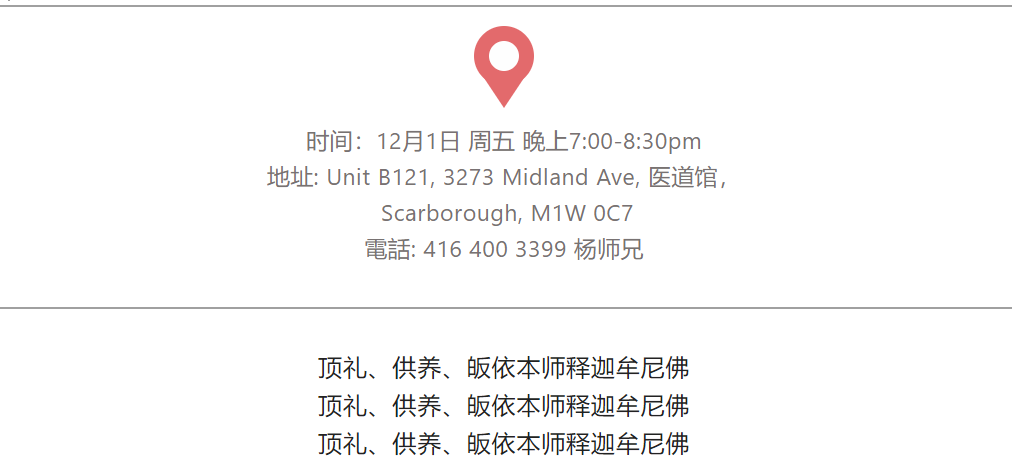 时间：12月1日 周五 晚上7:00-8:30pm
地址: Unit B121, 3273 Midland Ave, 医道馆，
Scarborough, M1W 0C7
電話: 416 400 3399 杨师兄
顶礼、供养、皈依本师释迦牟尼佛
顶礼、供养、皈依本师释迦牟尼佛
顶礼、供养、皈依本师释迦牟尼佛